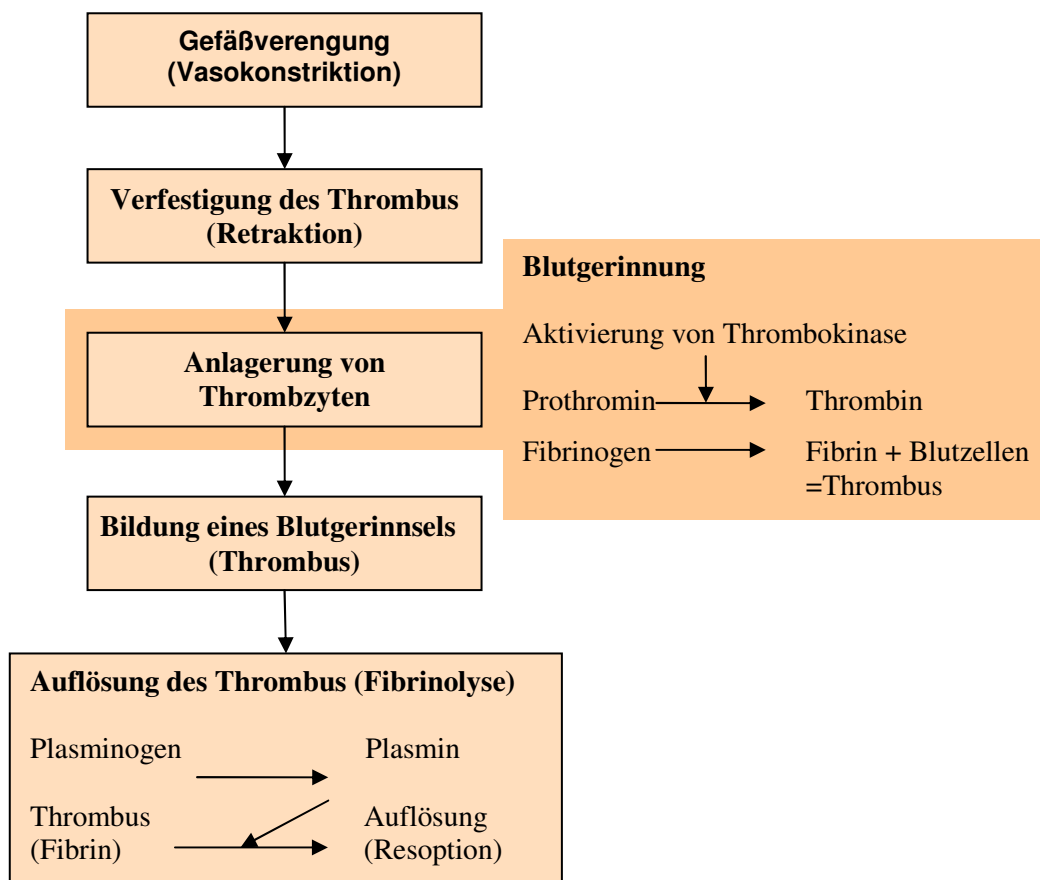 Gefäßverengung
(Vasokonstriktion)
Verfestigung des Thrombus
(Retraktion)
Anlagerung von
Thrombzyten
Blutgerinnung
Aktivierung von Thrombokinase
Prothromin Thrombin
Fibrinogen Fibrin + Blutzellen
=Thrombus
Bildung eines Blutgerinnsels
(Thrombus)
Auflösung des Thrombus (Fibrinolyse)
Plasminogen Plasmin
Thrombus Auflösung
(Fibrin) (Resoption)